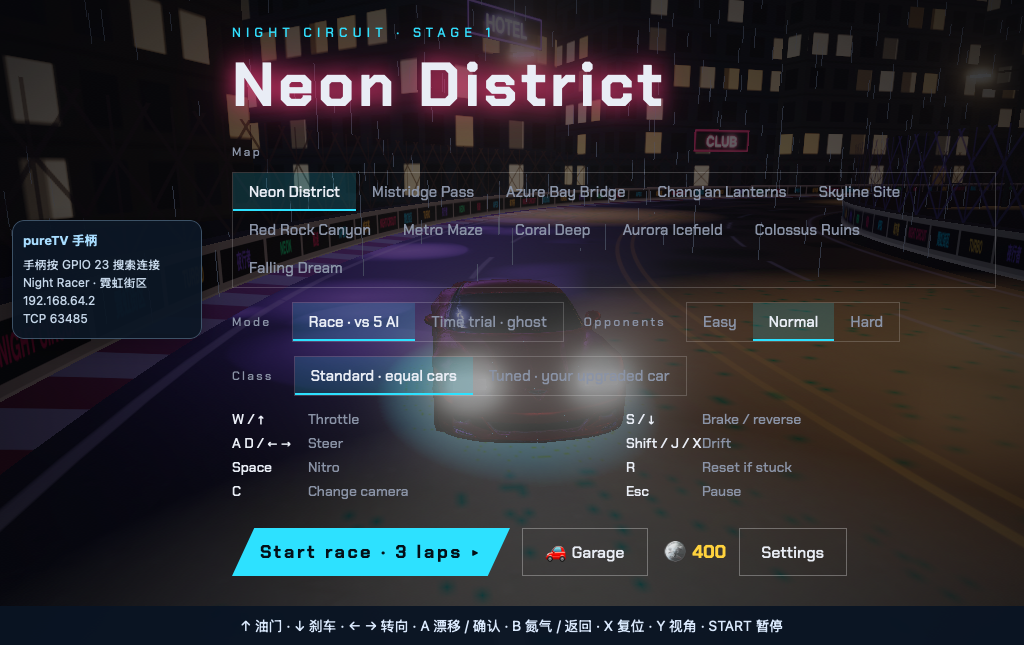 NIGHT CIRCUIT · STAGE 1
HOTEL
Neon District
CLUB
Map
Neon District Mistridge Pass Azure Bay Bridge Chang'an Lanterns Skyline Site
Red Rock Canyon Metro Maze Coral Deep Aurora Icefield Colossus Ruins
Falling Dream
pureTV 手柄
手柄按 GPIO 23 搜索连接
Night Racer · 霓虹街区
192.168.64.2
TCP 63485
Mode Race · vs 5 AI Time trial · ghost Opponents Easy Normal Hard
Class Standard · equal cars Tuned · your upgraded car
W / ↑ Throttle S / ↓ Brake / reverse
A D / ← → Steer Shift / J / X Drift
Space Nitro R Reset if stuck
C Change camera Esc Pause
Start race · 3 laps ▸ Garage 400 Settings
↑ 油门 · ↓ 刹车 · ← → 转向 · A 漂移 / 确认 · B 氮气 / 返回 · X 复位 · Y 视角 · START 暂停